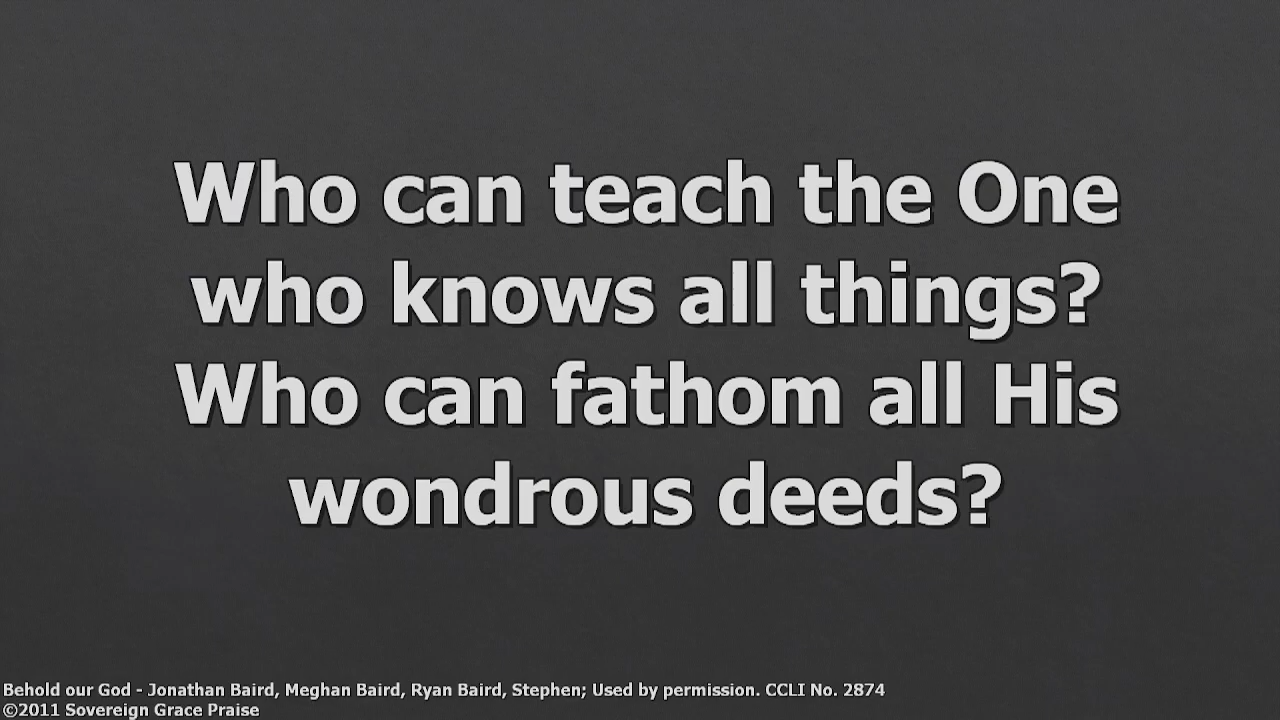 Who can teach the One
who knows all things?
Who can fathom all His
wondrous deeds?
Behold our God - Jonathan Baird, Meghan Baird, Ryan Baird, Stephen; Used by permission. CCLI No. 2874
©2011 Sovereign Grace Praise